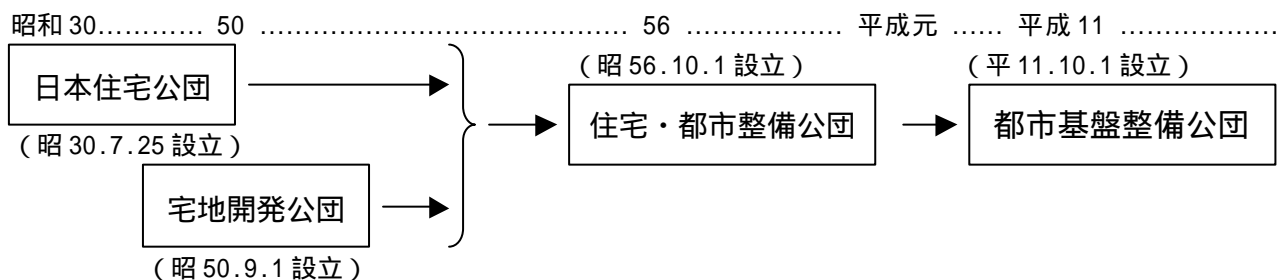 昭和30………… 50 ……………………………… 56 ……………… 平成元 …… 平成11 ………………
(昭56.10.1設立) (平11.10.1設立)
日本住宅公団
住宅・都市整備公団
都市基盤整備公団
(昭30.7.25設立)
宅地開発公団
(昭50.9.1設立)